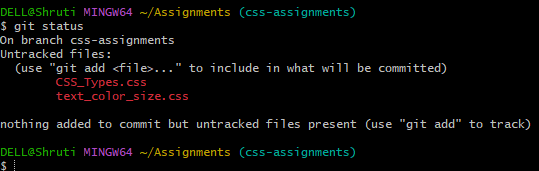 DELL@Shruti MINGW64 ~/Assignments (css-assignments)
$ git status
On branch css-assignments
Untracked files:
  (use "git add <file>..." to include in what will be committed)
        CSS_Types.css
        text_color_size.css

nothing added to commit but untracked files present (use "git add" to track)

DELL@Shruti MINGW64 ~/Assignments (css-assignments)
$